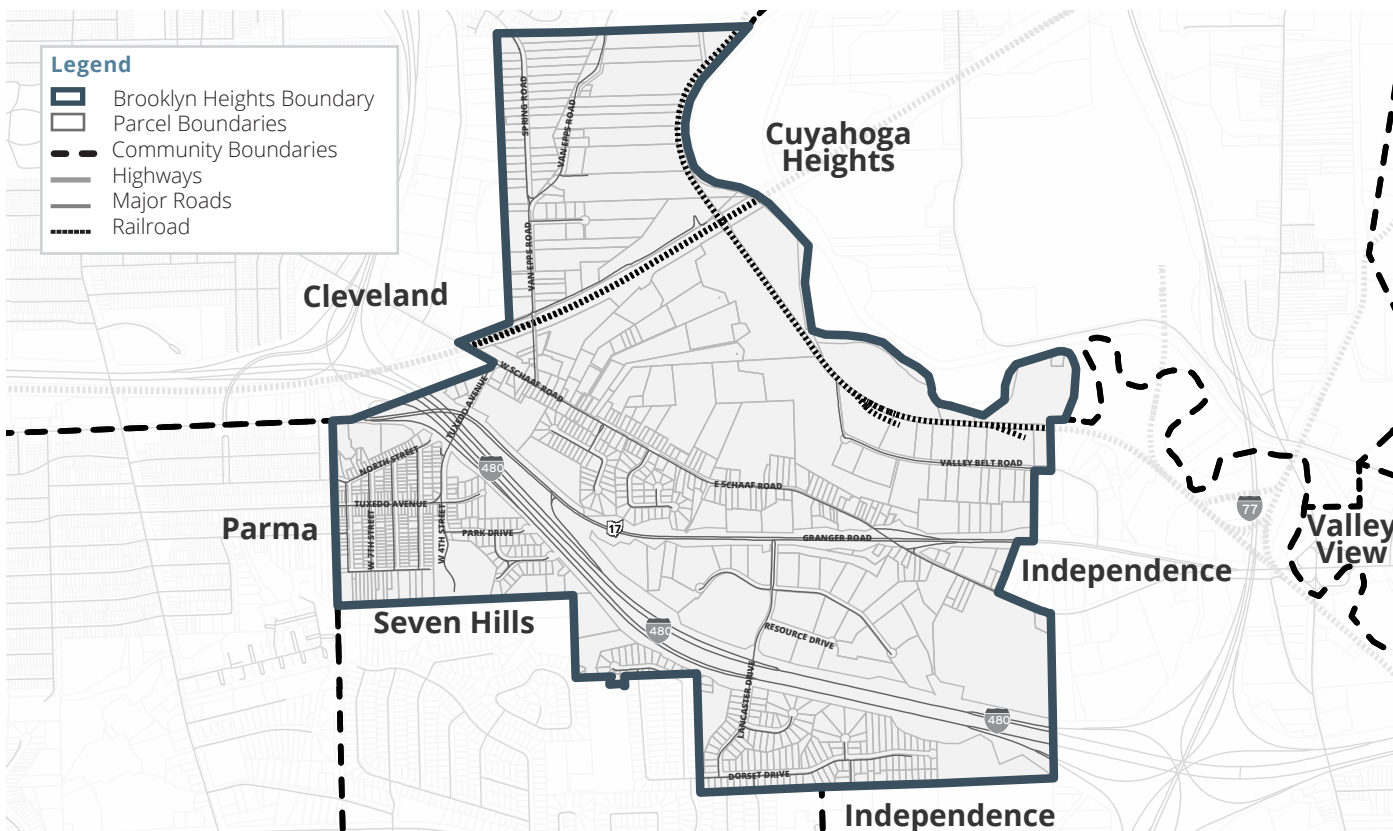 Legend
Brooklyn Heights Boundary
Parcel Boundaries
Community Boundaries
Highways
Major Roads
Railroad
SPRING ROAD
VAN EPPS ROAD
Cuyahoga
Heights
VAN EPPS ROAD
Cleveland
W SCHAAF ROAD
TUXEDO AVENUE
NORTH STREET
480
VALLEY BELT ROAD
E SCHAAF ROAD
TUXEDO AVENUE
W 7TH STREET
W 4TH STREET
PARK DRIVE
17
GRANGER ROAD
77
Parma
Valley
View
Independence
Seven Hills
480
RESOURCE DRIVE
LANCASTER DRIVE
480
DORSET DRIVE
Independence